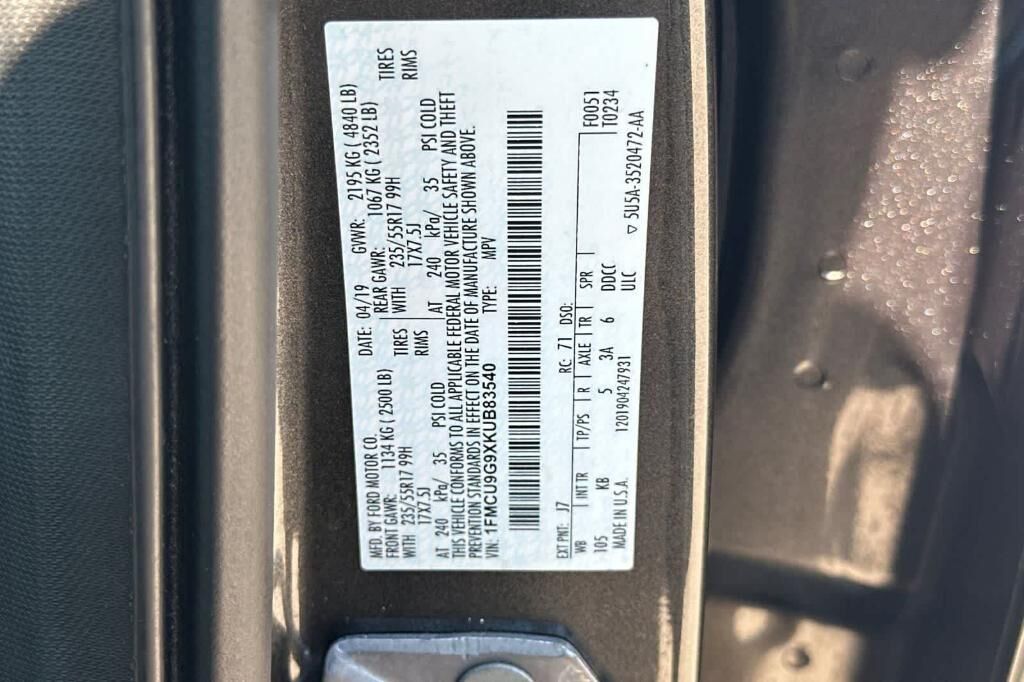 MFD. BY FORD MOTOR CO. DATE: 04/19 GVWR: 2195 KG ( 4840 LB)
FRONT GAWR: 1134 KG ( 2500 LB) REAR GAWR: 1067 KG ( 2352 LB)
WITH 235/55R17 99H TIRES WITH 235/55R17 99H TIRES
17X7.5J RIMS 17X7.5J RIMS
AT 240 kPa/ 35 PSI COLD AT 240 kPa/ 35 PSI COLD
THIS VEHICLE CONFORMS TO ALL APPLICABLE FEDERAL MOTOR VEHICLE SAFETY AND THEFT
PREVENTION STANDARDS IN EFFECT ON THE DATE OF MANUFACTURE SHOWN ABOVE.
VIN: 1FMCU9G9XKUB83540 TYPE: MPV
EXT PNT: J7 RC: 71 DSO: F0051
WB INT TR TP/PS R AXLE TR SPR T0234
105 KB 5 3A 6 DDCC
MADE IN U.S.A. 120190424793​1 ULC ▽ 5U5A-3520472-AA